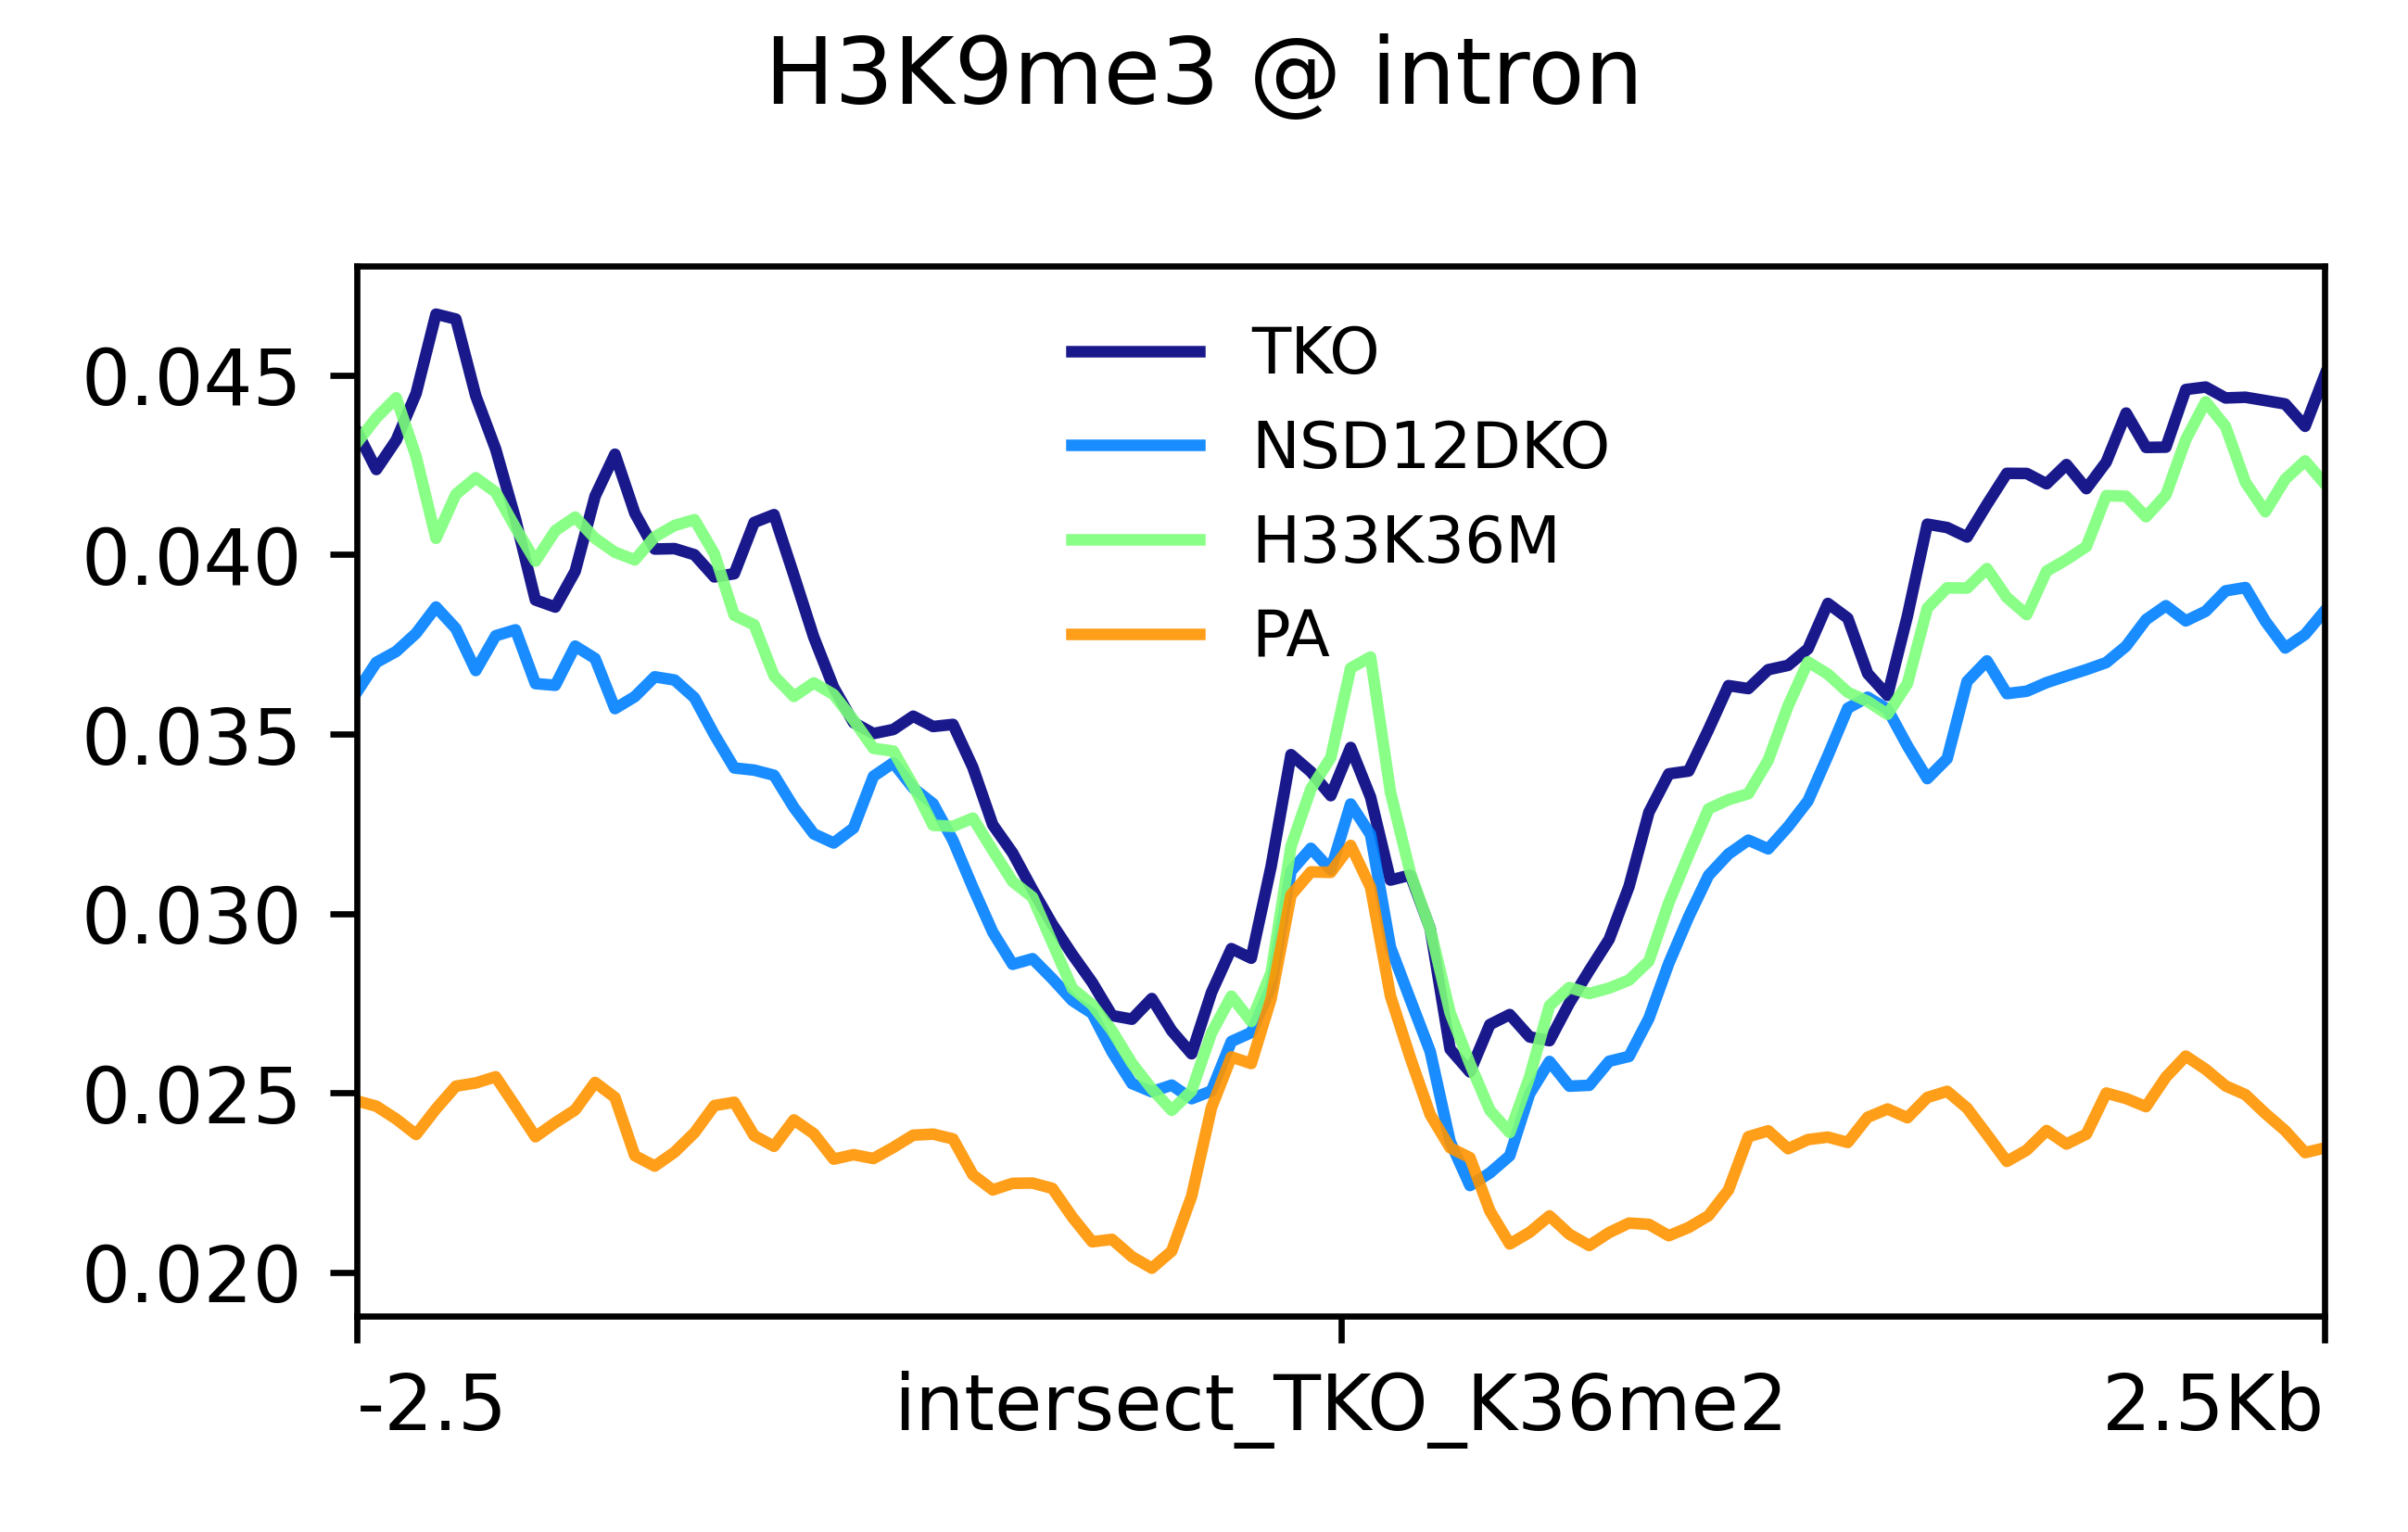 H3K9me3 @ intron
TKO
NSD12DKO
H33K36M
PA
0.045
0.040
0.035
0.030
0.025
0.020
-2.5
intersect_TKO_K36me2
2.5Kb